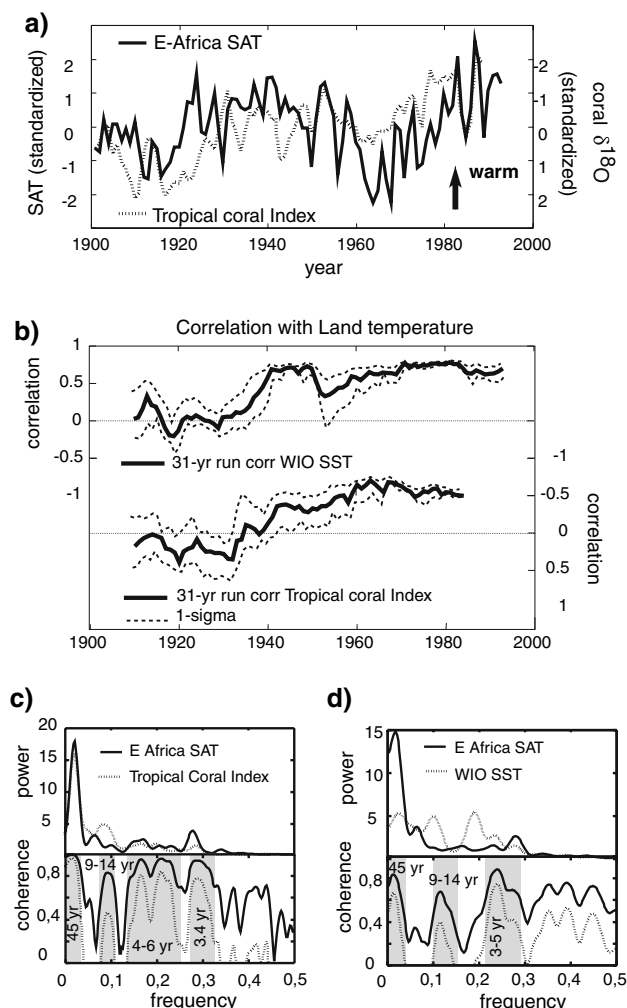 a)
E-Africa SAT
2
1
0
-1
-2
SAT (standardized)
-2
-1
0
1
2
coral δ18O
(standardized)
warm
Tropical coral Index
1900
1920
1940
1960
1980
2000
year
b)
Correlation with Land temperature
1
0.5
0
-0.5
-1
correlation
31-yr run corr WIO SST
-1
-0.5
0
0.5
1
correlation
31-yr run corr Tropical coral Index
1-sigma
1900
1920
1940
1960
1980
2000
c)
20
15
5
power
E Africa SAT
Tropical Coral Index
0,8
0,4
0
coherence
45 yr
9-14 yr
4-6 yr
3.4 yr
0
0,1
0,2
0,3
0,4
0,5
frequency
d)
15
10
5
power
E Africa SAT
WIO SST
0,8
0,4
0
coherence
45 yr
9-14 yr
3-5 yr
0
0,1
0,2
0,3
0,4
0,5
frequency